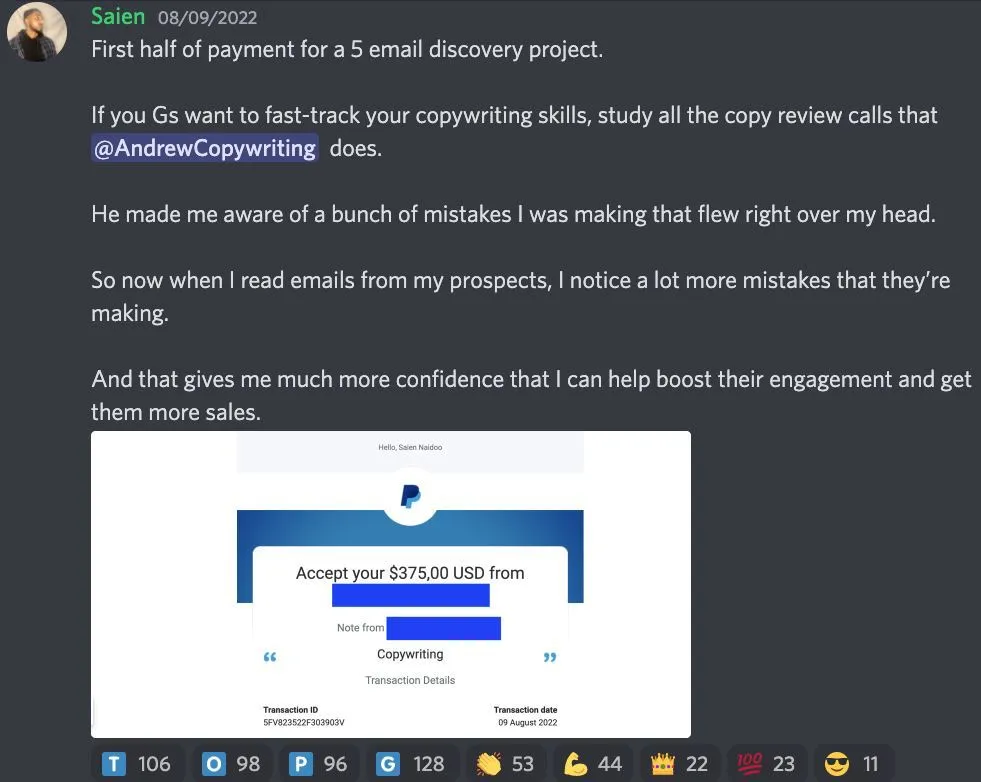 Saien 08/09/2022
First half of payment for a 5 email discovery project.
If you Gs want to fast-track your copywriting skills, study all the copy review calls that
@AndrewCopywriting does.
He made me aware of a bunch of mistakes I was making that flew right over my head.
So now when I read emails from my prospects, I notice a lot more mistakes that they’re
making.
And that gives me much more confidence that I can help boost their engagement and get
them more sales.
Hello, Saien Naidoo
Accept your $375,00 USD from
Note from
“ Copywriting ”
Transaction Details
Transaction ID Transaction date
5FV823522F303903V 09 August 2022
T 106 O 98 P 96 G 128 👏 53 💪 44 👑 22 💯 23 😎 11